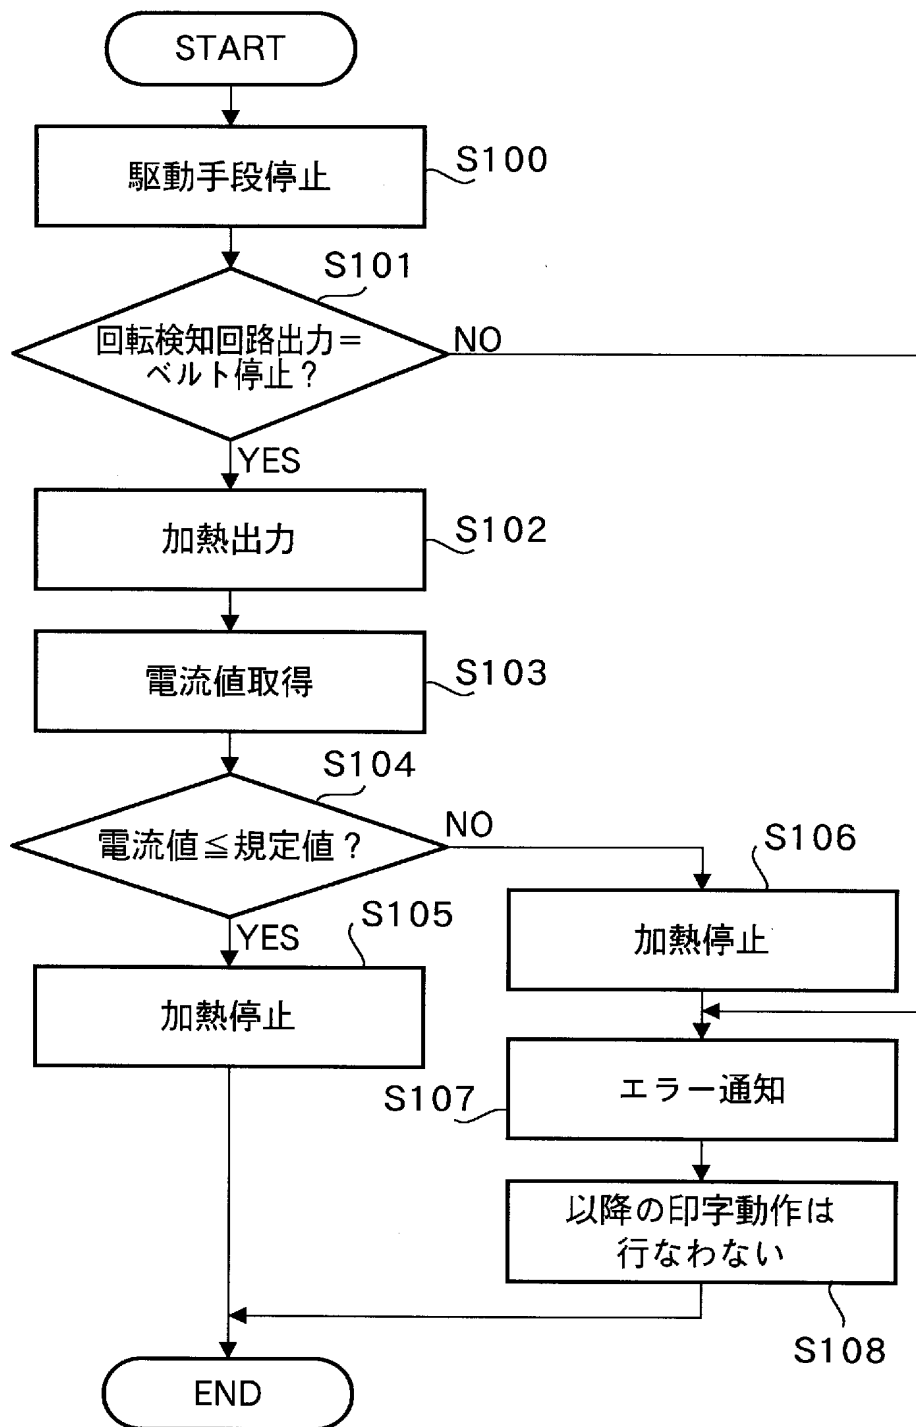 START
駆動手段停止
S100
S101
回転検知回路出力＝
ベルト停止？
NO
YES
加熱出力
S102
電流値取得
S103
S104
電流値≦規定値？
NO
YES
S105
加熱停止
S106
加熱停止
エラー通知
S107
以降の印字動作は
行なわない
S108
END